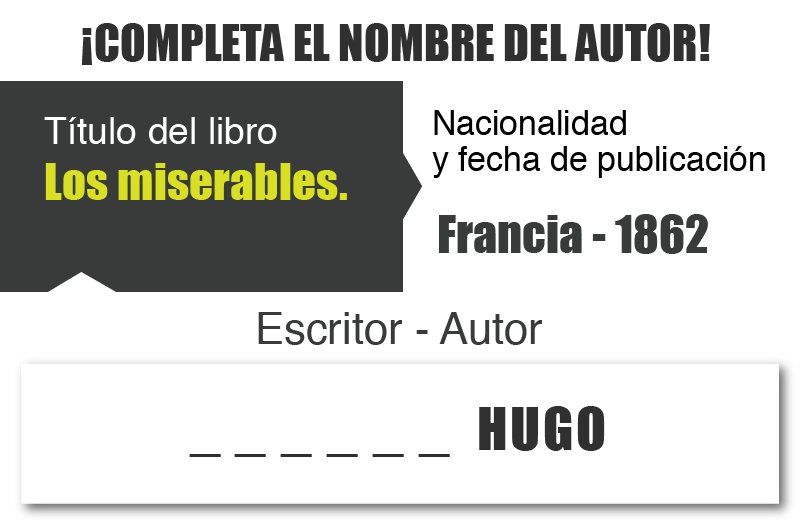 ¡COMPLETA EL NOMBRE DEL AUTOR!
Título del libro
Los miserables.
Nacionalidad
y fecha de publicación
Francia - 1862
Escritor - Autor
_ _ _ _ _ _ HUGO